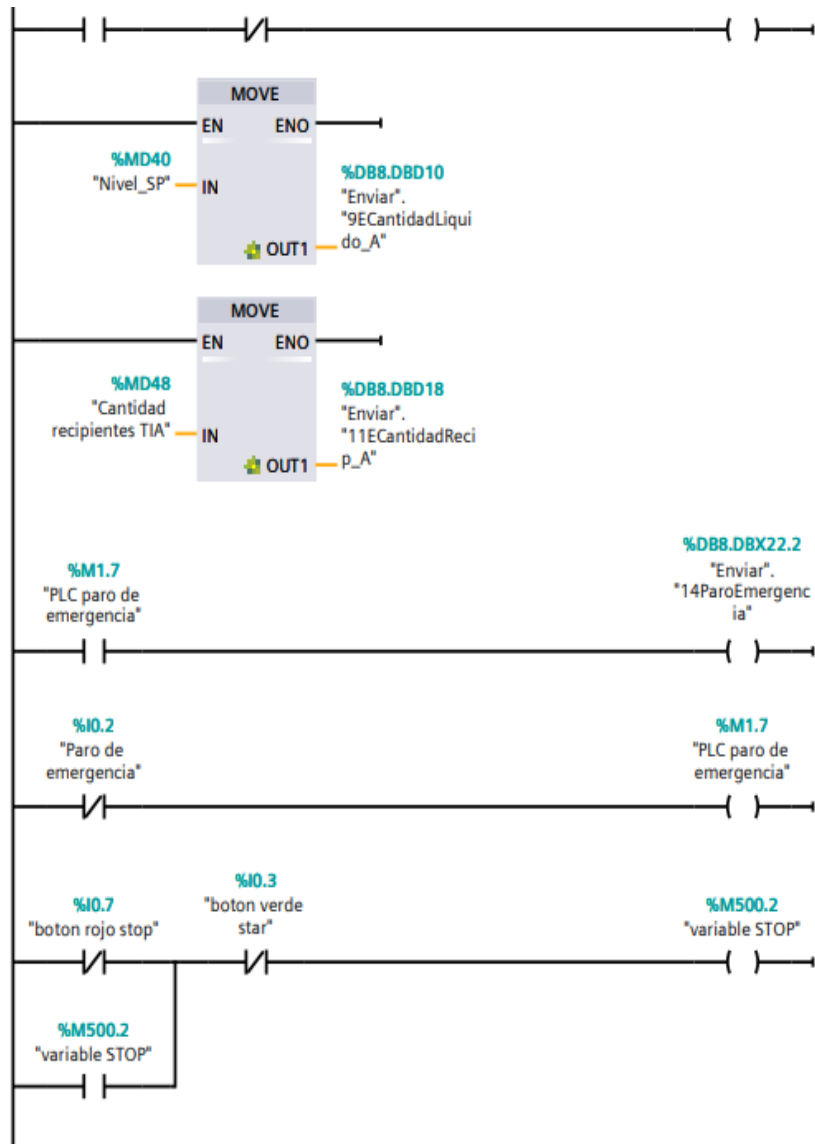 MOVE
EN ENO
%MD40
"Nivel_SP"
IN
%DB8.DBD10
"Enviar".
"9ECantidadLiqui
do_A"
OUT1
MOVE
EN ENO
%MD48
"Cantidad
recipientes TIA"
IN
%DB8.DBD18
"Enviar".
"11ECantidadReci
p_A"
OUT1
%M1.7
"PLC paro de
emergencia"
%DB8.DBX22.2
"Enviar".
"14ParoEmergenc
ia"
%I0.2
"Paro de
emergencia"
%M1.7
"PLC paro de
emergencia"
%I0.7
"boton rojo stop"
%I0.3
"boton verde
star"
%M500.2
"variable STOP"
%M500.2
"variable STOP"